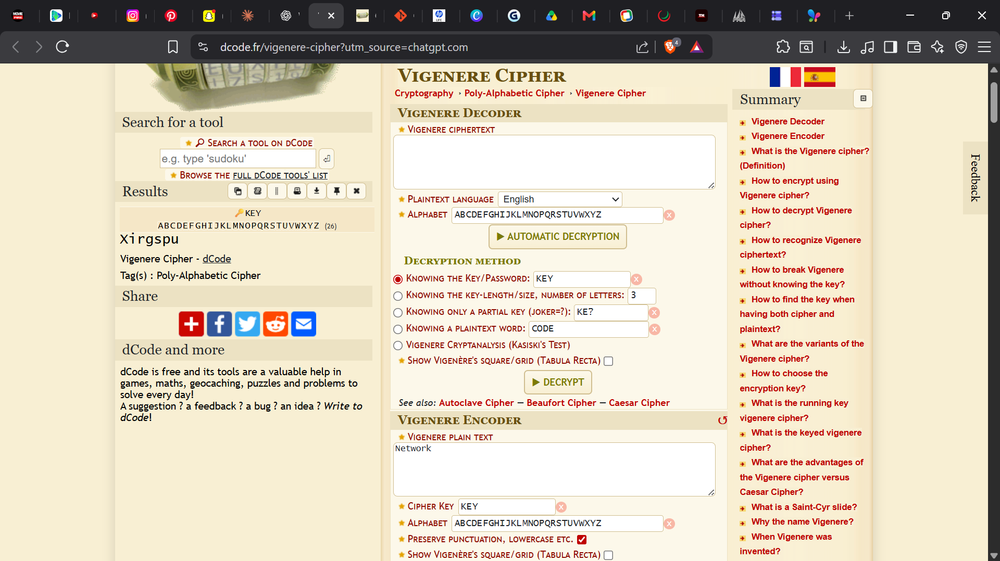 dcode.fr/vigenere-cipher?utm_source=chatgpt.com
4
Search for a tool
SEARCH A TOOL ON DCODE
e.g. type 'sudoku'
BROWSE THE FULL DCODE TOOLS' LIST
Results
KEY
ABCDEFGHIJKLMNOPQRSTUVWXYZ (26)
Xirgspu
Vigenere Cipher - dCode
Tag(s) : Poly-Alphabetic Cipher
Share
dCode and more
dCode is free and its tools are a valuable help in
games, maths, geocaching, puzzles and problems to
solve every day!
A suggestion ? a feedback ? a bug ? an idea ? Write to
dCode!
VIGENERE CIPHER
Cryptography › Poly-Alphabetic Cipher › Vigenere Cipher
VIGENERE DECODER
VIGENERE CIPHERTEXT
PLAINTEXT LANGUAGE English
ALPHABET ABCDEFGHIJKLMNOPQRSTUVWXYZ X
▶ AUTOMATIC DECRYPTION
DECRYPTION METHOD
KNOWING THE KEY/PASSWORD: KEY X
KNOWING THE KEY-LENGTH/SIZE, NUMBER OF LETTERS: 3
KNOWING ONLY A PARTIAL KEY (JOKER=?): KE? X
KNOWING A PLAINTEXT WORD: CODE X
VIGENERE CRYPTANALYSIS (KASISKI'S TEST)
SHOW VIGENÈRE'S SQUARE/GRID (TABULA RECTA)
▶ DECRYPT
See also: Autoclave Cipher — Beaufort Cipher — Caesar Cipher
VIGENERE ENCODER
VIGENERE PLAIN TEXT
Network
CIPHER KEY KEY X
ALPHABET ABCDEFGHIJKLMNOPQRSTUVWXYZ X
PRESERVE PUNCTUATION, LOWERCASE ETC.
SHOW VIGENÈRE'S SQUARE/GRID (TABULA RECTA)
Summary
Vigenere Decoder
Vigenere Encoder
What is the Vigenere cipher?
(Definition)
How to encrypt using
Vigenere cipher?
How to decrypt Vigenere
cipher?
How to recognize Vigenere
ciphertext?
How to break Vigenere
without knowing the key?
How to find the key when
having both cipher and
plaintext?
What are the variants of the
Vigenere cipher?
How to choose the
encryption key?
What is the running key
vigenere cipher?
What is the keyed vigenere
cipher?
What are the advantages of
the Vigenere cipher versus
Caesar Cipher?
What is a Saint-Cyr slide?
Why the name Vigenere?
When Vigenere was
invented?
Feedback